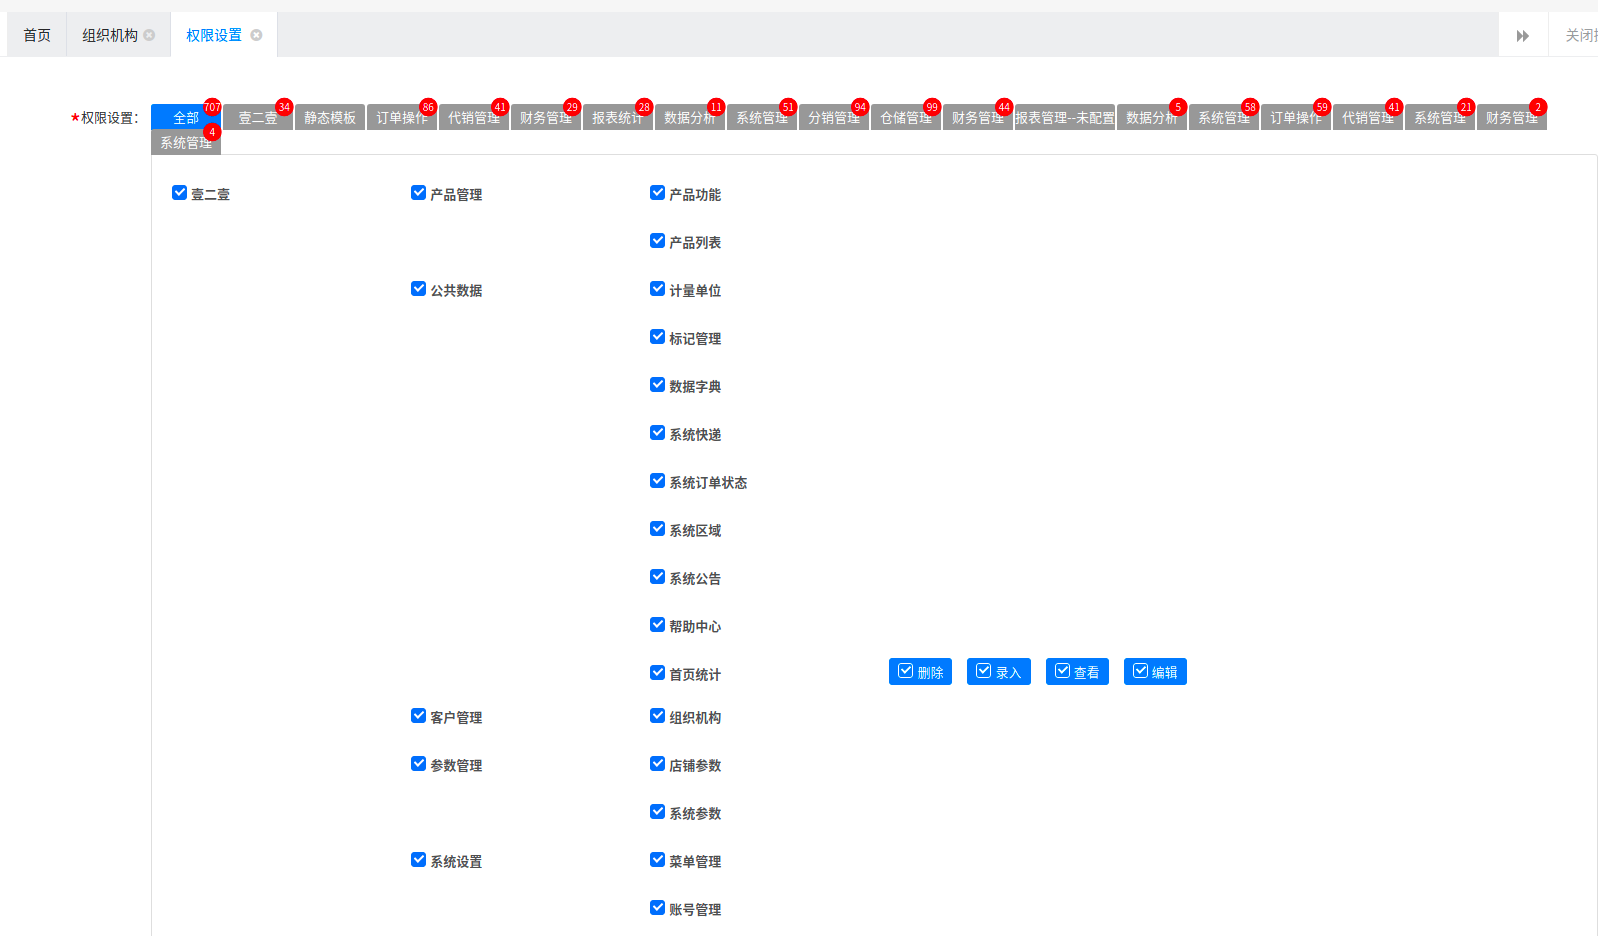 首页 组织机构 权限设置 关闭
*权限设置： 全部 707 壹二壹 34 静态模板 订单操作 86 代销管理 41 财务管理 29 报表统计 28 数据分析 11 系统管理 51 分销管理 94 仓储管理 99 财务管理 44 报表管理--未配置 数据分析 5 系统管理 58 订单操作 59 代销管理 41 系统管理 21 财务管理 2
系统管理 4
壹二壹 产品管理 产品功能
产品列表
公共数据 计量单位
标记管理
数据字典
系统快递
系统订单状态
系统区域
系统公告
帮助中心
首页统计 删除 录入 查看 编辑
客户管理 组织机构
参数管理 店铺参数
系统参数
系统设置 菜单管理
账号管理